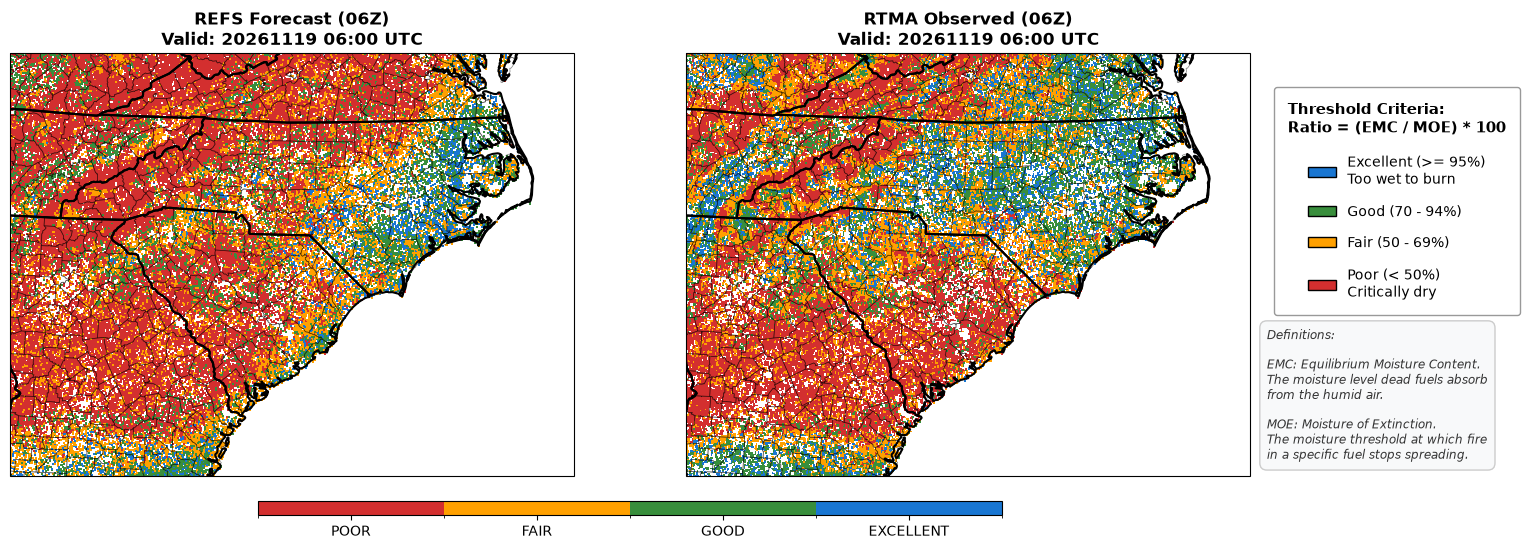 REFS Forecast (06Z)
Valid: 20261119 06:00 UTC
RTMA Observed (06Z)
Valid: 20261119 06:00 UTC
Threshold Criteria:
Ratio = (EMC / MOE) * 100
Excellent (>= 95%)
Too wet to burn
Good (70 - 94%)
Fair (50 - 69%)
Poor (< 50%)
Critically dry
Definitions:
EMC: Equilibrium Moisture Content.
The moisture level dead fuels absorb
from the humid air.
MOE: Moisture of Extinction.
The moisture threshold at which fire
in a specific fuel stops spreading.
POOR
FAIR
GOOD
EXCELLENT